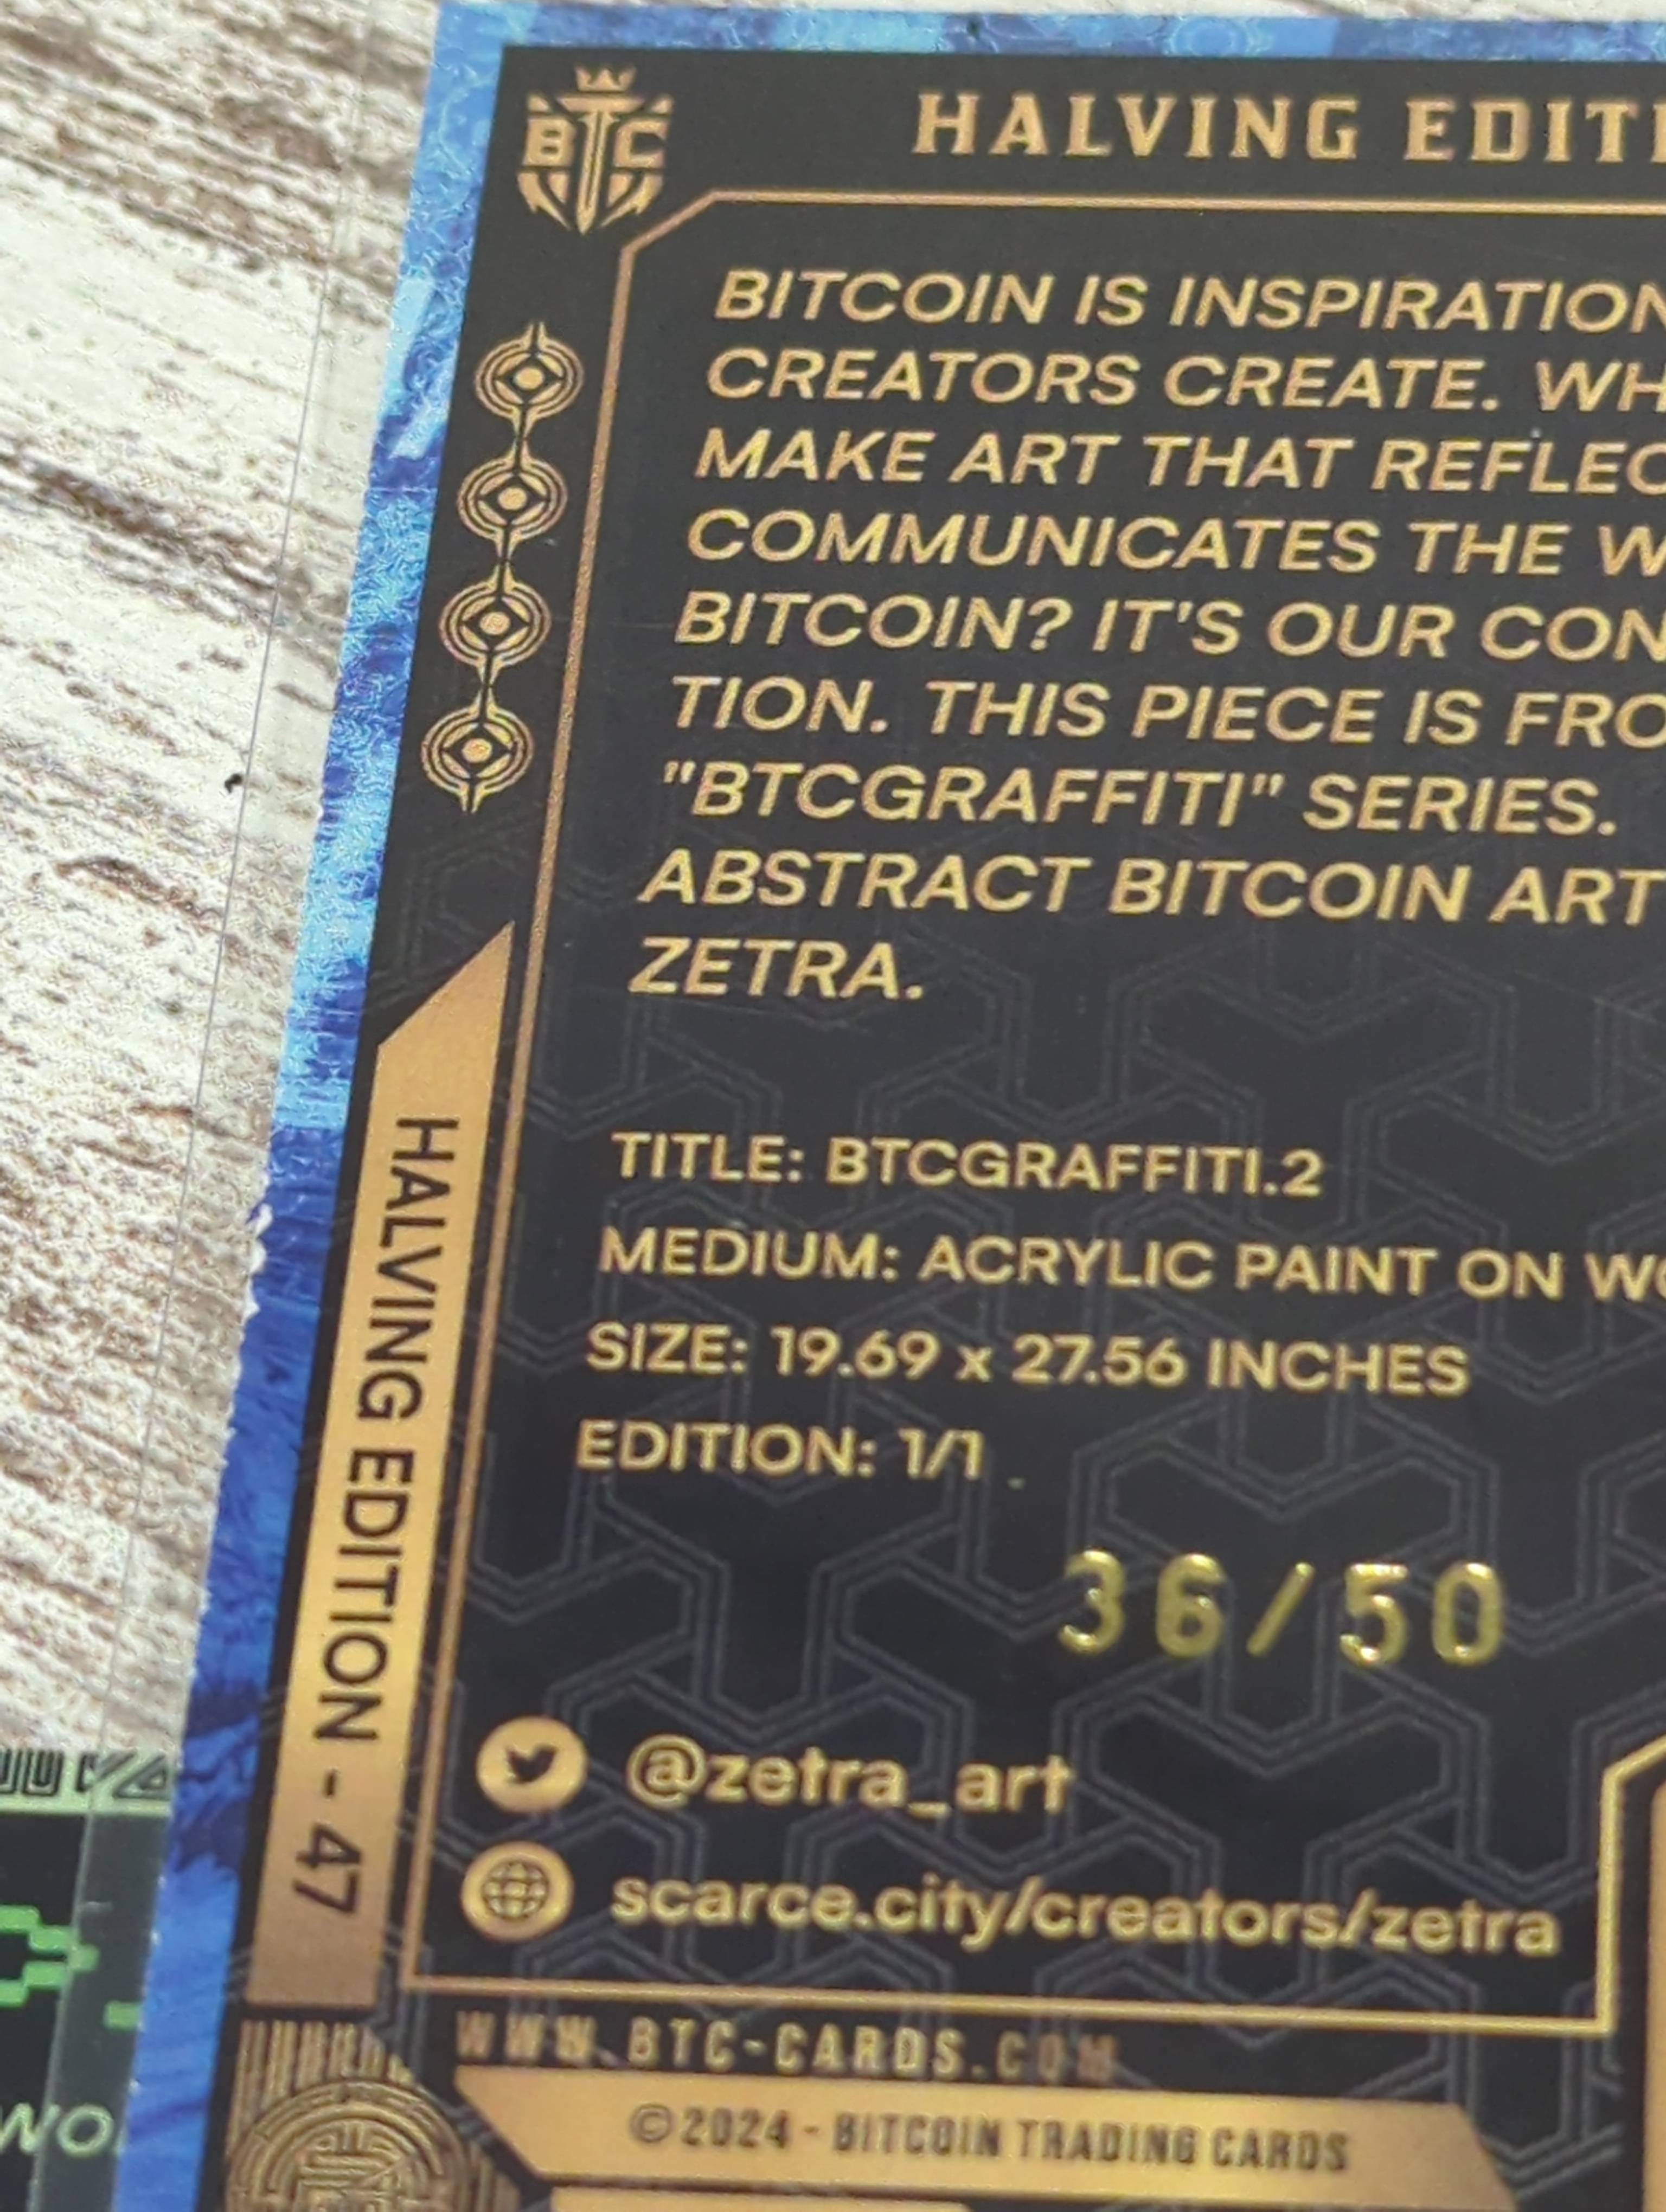 BTC
HALVING EDITI
BITCOIN IS INSPIRATION
CREATORS CREATE. WH
MAKE ART THAT REFLEC
COMMUNICATES THE W
BITCOIN? IT'S OUR CON
TION. THIS PIECE IS FRO
"BTCGRAFFITI" SERIES.
ABSTRACT BITCOIN ART
ZETRA.
TITLE: BTCGRAFFITI.2
MEDIUM: ACRYLIC PAINT ON WO
SIZE: 19.69 x 27.56 INCHES
EDITION: 1/1
36/50
@zetra_art
scarce.city/creators/zetra
HALVING EDITION - 47
WWW.BTC-CARDS.COM
©2024 - BITCOIN TRADING CARDS
WO